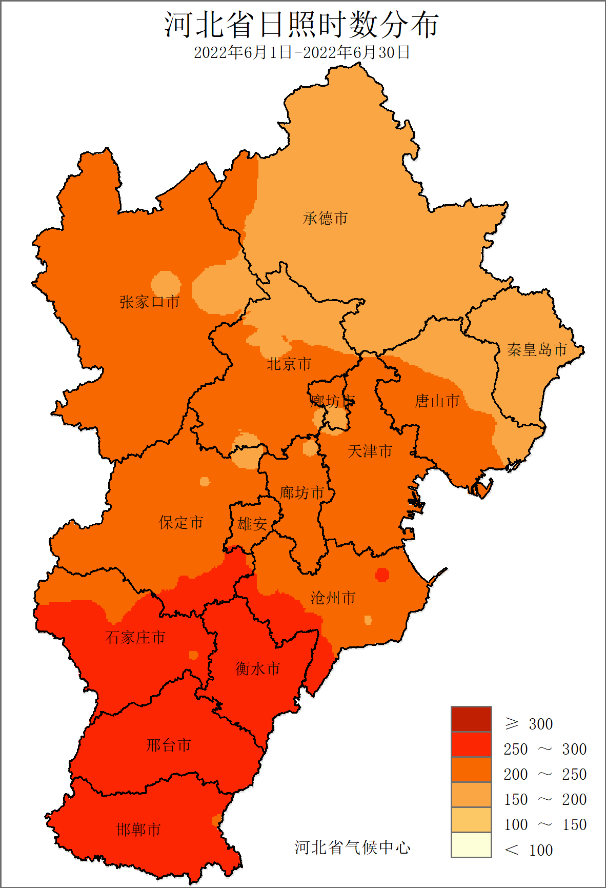 河北省日照时数分布
2022年6月1日-2022年6月30日
承德市
张家口市
秦皇岛市
北京市
廊坊市
唐山市
天津市
廊坊市
保定市
雄安
沧州市
石家庄市
衡水市
邢台市
邯郸市
≥ 300
250 ~ 300
200 ~ 250
150 ~ 200
100 ~ 150
< 100
河北省气候中心